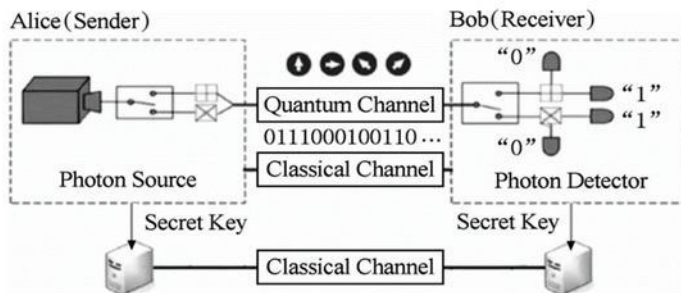 Alice(Sender)
Bob(Receiver)
“0”
“1”
Quantum Channel
“1”
0111000100110 ...
“0”
Classical Channel
Photon Source
Photon Detector
Secret Key
Secret Key
Classical Channel